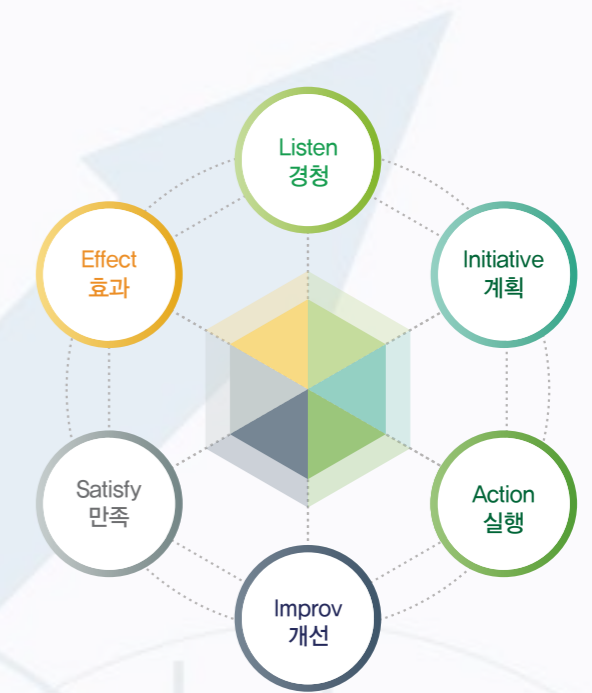 Listen
경청
Initiative
계획
Action
실행
Improv
개선
Satisfy
만족
Effect
효과